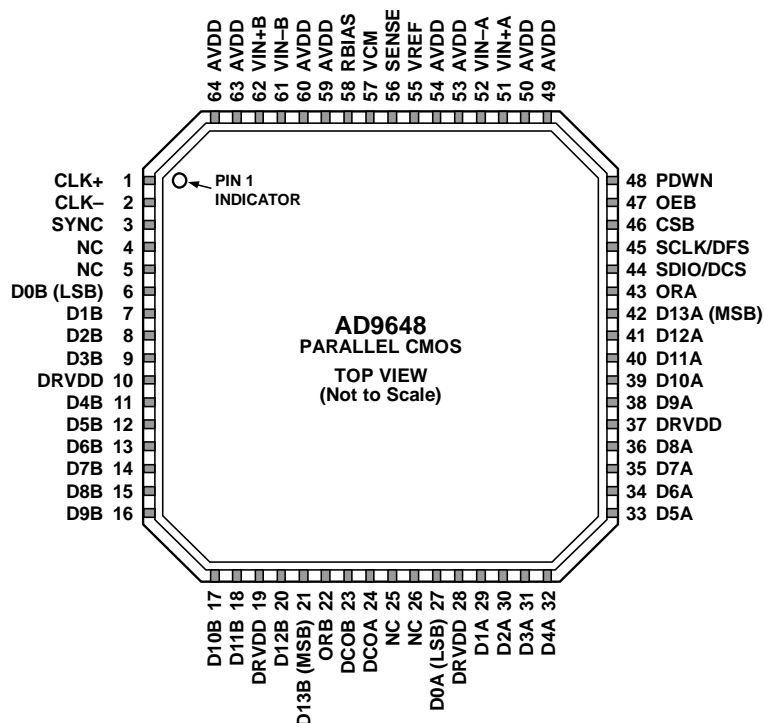 64 AVDD
63 AVDD
62 VIN+B
61 VIN–B
60 AVDD
59 AVDD
58 RBIAS
57 VCM
56 SENSE
55 VREF
54 AVDD
53 AVDD
52 VIN–A
51 VIN+A
50 AVDD
49 AVDD
CLK+ 1
CLK– 2
SYNC 3
NC 4
NC 5
D0B (LSB) 6
D1B 7
D2B 8
D3B 9
DRVDD 10
D4B 11
D5B 12
D6B 13
D7B 14
D8B 15
D9B 16
PIN 1
INDICATOR
AD9648
PARALLEL CMOS
TOP VIEW
(Not to Scale)
48 PDWN
47 OEB
46 CSB
45 SCLK/DFS
44 SDIO/DCS
43 ORA
42 D13A (MSB)
41 D12A
40 D11A
39 D10A
38 D9A
37 DRVDD
36 D8A
35 D7A
34 D6A
33 D5A
D10B 17
D11B 18
DRVDD 19
D12B 20
D13B (MSB) 21
ORB 22
DCOB 23
DCOA 24
NC 25
NC 26
D0A (LSB) 27
DRVDD 28
D1A 29
D2A 30
D3A 31
D4A 32